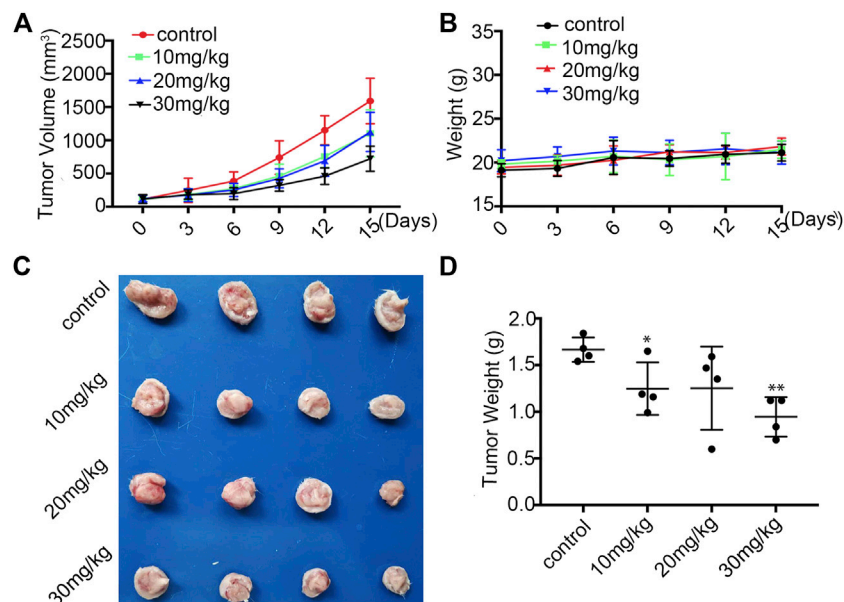 A
control
10mg/kg
20mg/kg
30mg/kg
Tumor Volume (mm³)
2500
2000
1500
1000
500
0
0 3 6 9 12 15 (Days)
B
control
10mg/kg
20mg/kg
30mg/kg
Weight (g)
35
30
25
20
15
0 3 6 9 12 15 (Days)
C
control
10mg/kg
20mg/kg
30mg/kg
D
Tumor Weight (g)
2.0
1.5
1.0
0.5
0.0
*
**
control 10mg/kg 20mg/kg 30mg/kg